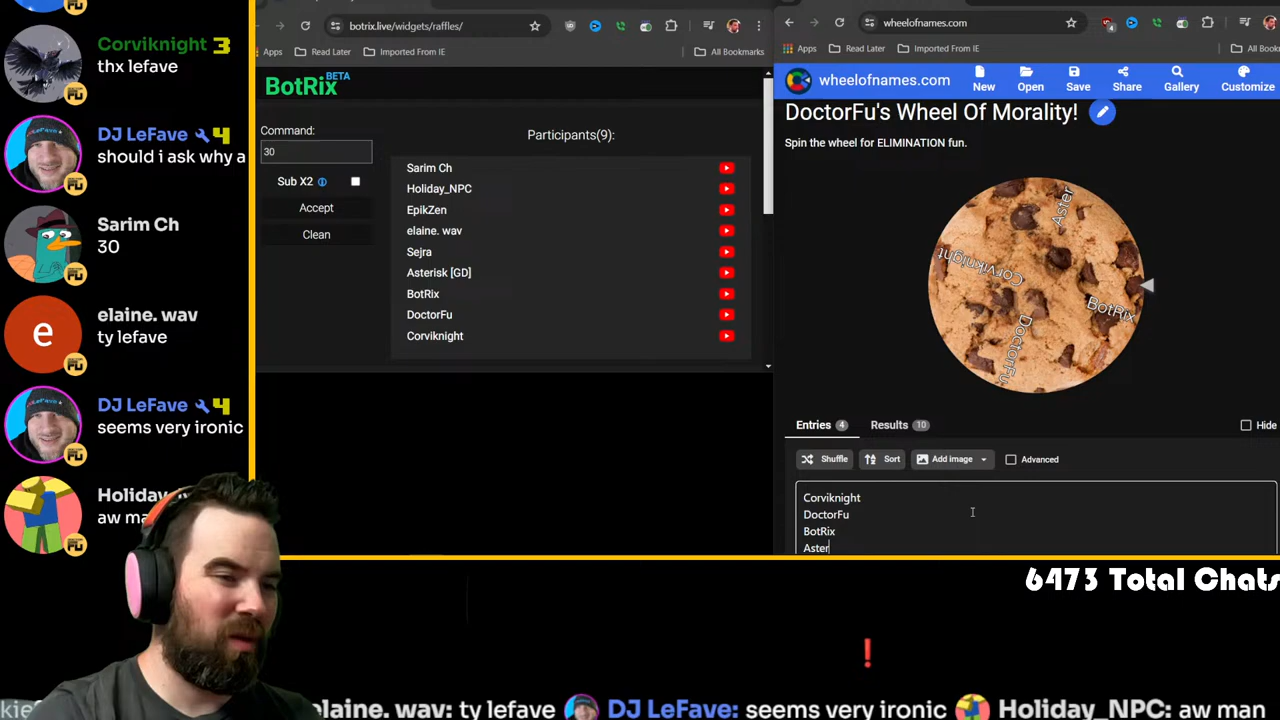 Corviknight 3
thx lefave
DJ LeFave 4
should i ask why a
Sarim Ch
30
elaine. wav
ty lefave
DJ LeFave 4
seems very ironic
Holiday
aw ma
e
botrix.live/widgets/raffles/
Apps
Read Later
Imported From IE
All Bookmarks
BotRix BETA
Command:
30
Sub X2
Accept
Clean
Participants(9):
Sarim Ch
Holiday_NPC
EpikZen
elaine. wav
Sejra
Asterisk [GD]
BotRix
DoctorFu
Corviknight
wheelofnames.com
4
Apps
Read Later
Imported From IE
All Book
wheelofnames.com
New
Open
Save
Share
Gallery
Customize
DoctorFu's Wheel Of Morality!
Spin the wheel for ELIMINATION fun.
Aster
Corviknight
BotRix
DoctorFu
Entries 4
Results 10
Hide
Shuffle
Sort
Add image
Advanced
Corviknight
DoctorFu
BotRix
Aster
6473 Total Chats
elaine. wav: ty lefave DJ LeFave: seems very ironic Holiday_NPC: aw man